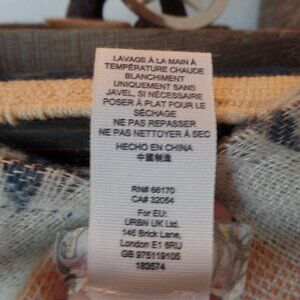 LAVAGE À LA MAIN À
TEMPÉRATURE CHAUDE
BLANCHIMENT
UNIQUEMENT SANS
JAVEL, SI NÉCESSAIRE
POSER À PLAT POUR LE
SÉCHAGE
NE PAS REPASSER
NE PAS NETTOYER À SEC
HECHO EN CHINA
中國制造
RN# 66170
CA# 32054
For EU:
URBN UK Ltd.
146 Brick Lane,
London E1 6RU
GB 975119105
183574